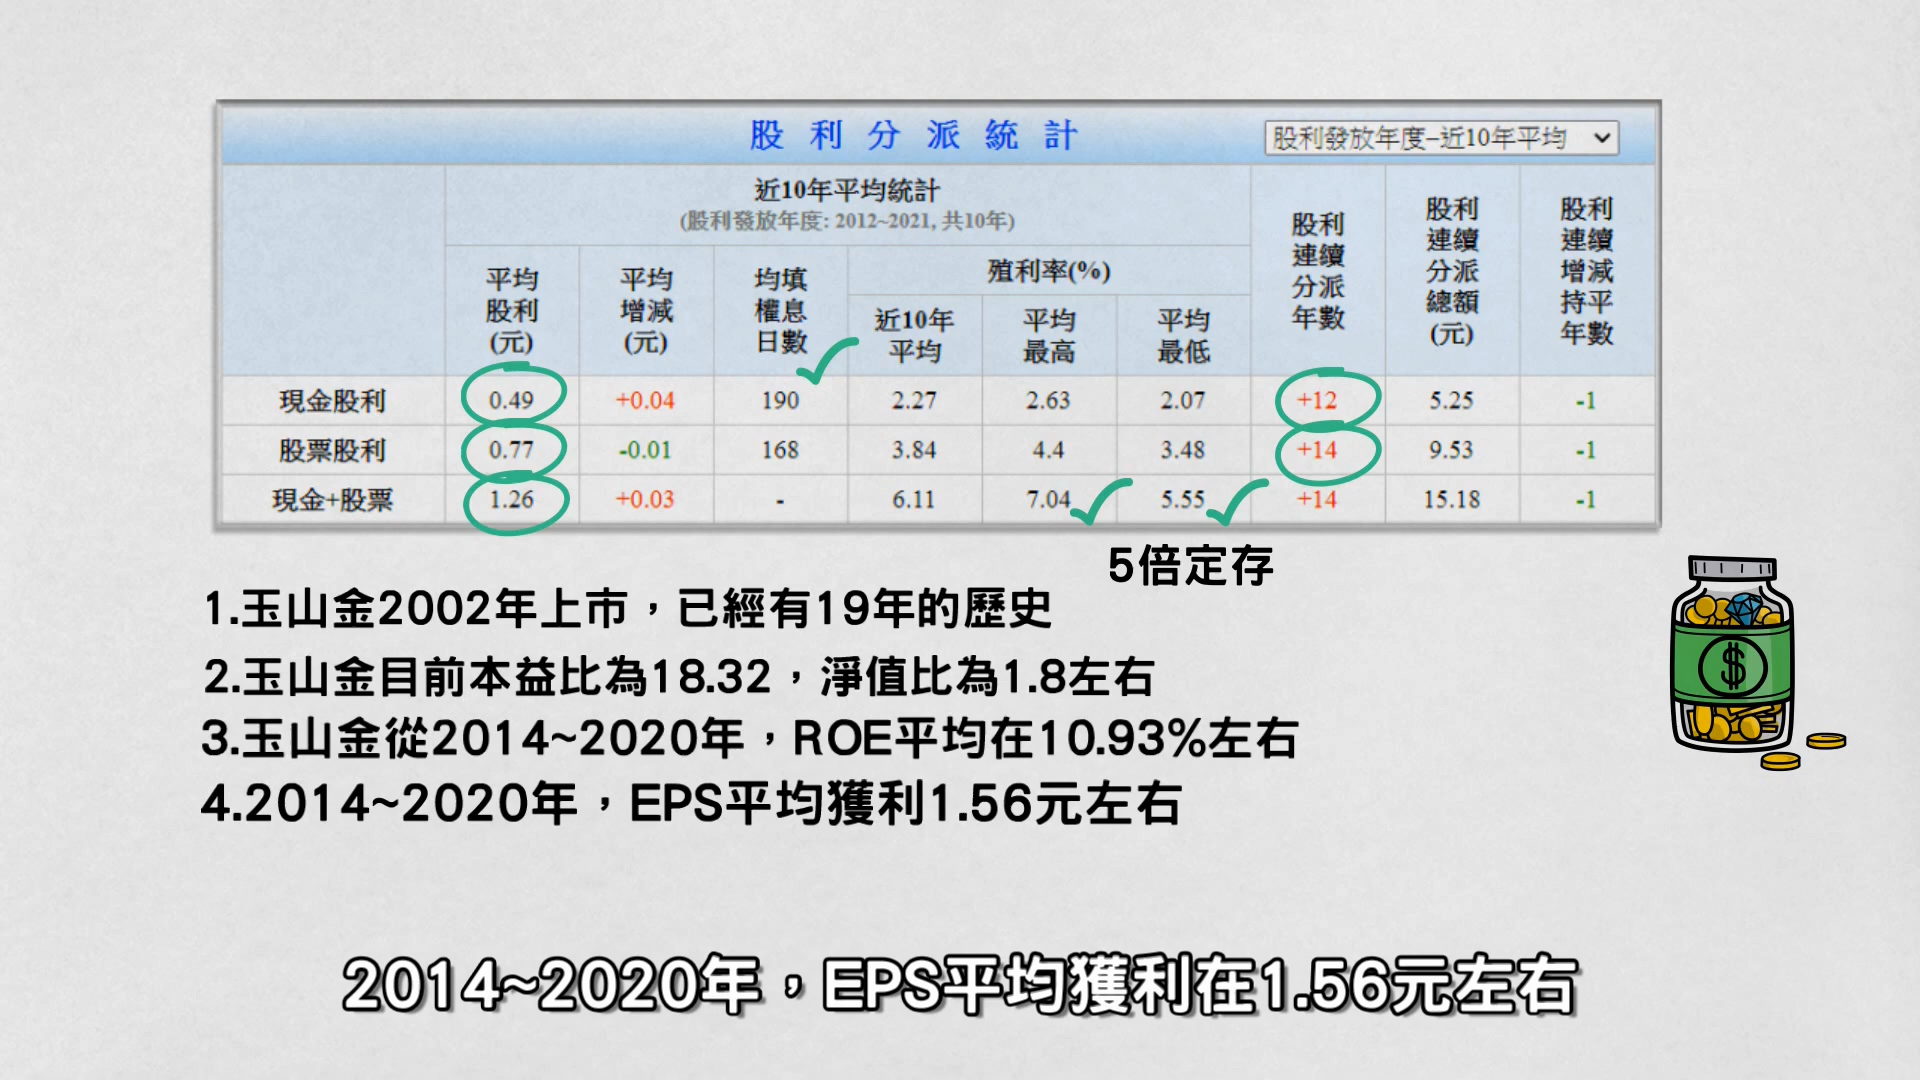 股利分派統計
股利發放年度–近10年平均
近10年平均統計
(股利發放年度: 2012~2021, 共10年)
平均股利(元)
平均增減(元)
均填權息日數
殖利率(%)
近10年平均
平均最高
平均最低
股利連續分派年數
股利連續分派總額(元)
股利連續增減持平年數
現金股利 0.49 +0.04 190 2.27 2.63 2.07 +12 5.25 -1
股票股利 0.77 -0.01 168 3.84 4.4 3.48 +14 9.53 -1
現金+股票 1.26 +0.03 - 6.11 7.04 5.55 +14 15.18 -1
5倍定存
1.玉山金2002年上市，已經有19年的歷史
2.玉山金目前本益比為18.32，淨值比為1.8左右
3.玉山金從2014~2020年，ROE平均在10.93%左右
4.2014~2020年，EPS平均獲利1.56元左右
$
2014~2020年，EPS平均獲利在1.56元左右